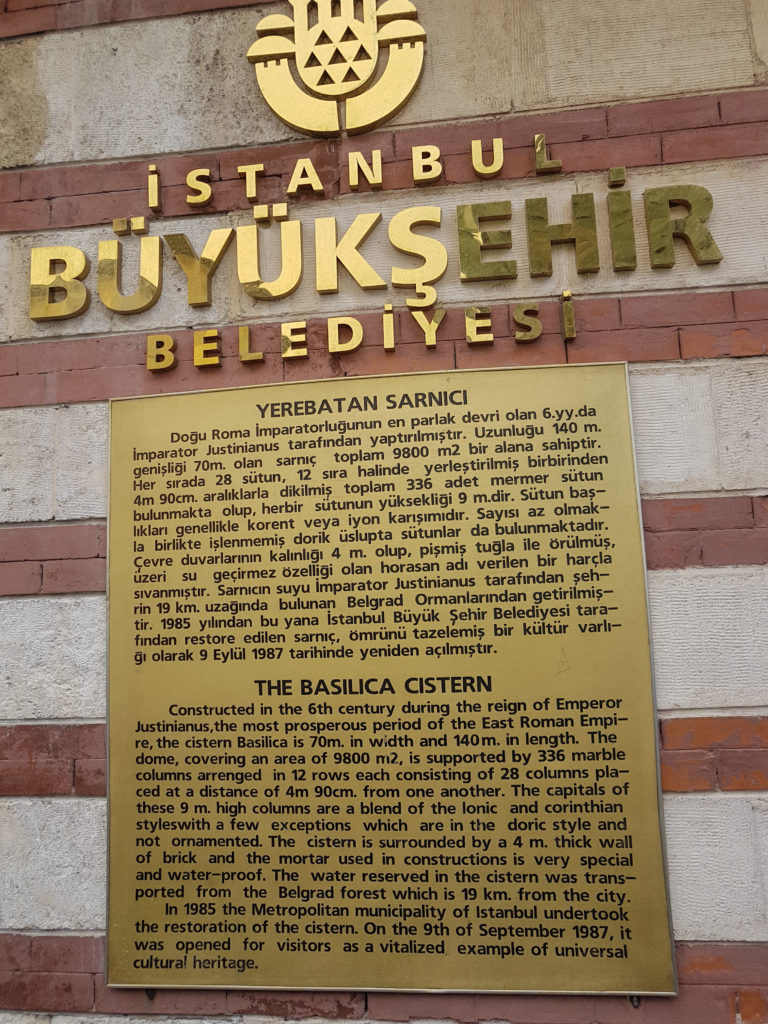 İSTANBUL
BÜYÜKŞEHİR
BELEDİYESİ
YEREBATAN SARNICI
Doğu Roma İmparatorluğunun en parlak devri olan 6.yy.da
İmparator Justinianus tarafından yaptırılmıştır. Uzunluğu 140 m.
genişliği 70m. olan sarnıç toplam 9800 m2 bir alana sahiptir.
Her sırada 28 sütun, 12 sıra halinde yerleştirilmiş birbirinden
4m 90cm. aralıklarla dikilmiş toplam 336 adet mermer sütun
bulunmakta olup, herbir sütunun yüksekliği 9 m.dir. Sütun baş-
lıkları genellikle korent veya iyon karışımıdır. Sayısı az olmak-
la birlikte işlenmemiş dorik üslupta sütunlar da bulunmaktadır.
Çevre duvarlarının kalınlığı 4 m. olup, pişmiş tuğla ile örülmüş,
üzeri su geçirmez özelliği olan horasan adı verilen bir harçla
sıvanmıştır. Sarnıcın suyu İmparator Justinianus tarafından şeh-
rin 19 km. uzağında bulunan Belgrad Ormanlarından getirilmiş-
tir. 1985 yılından bu yana İstanbul Büyük Şehir Belediyesi tara-
fından restore edilen sarnıç, ömrünü tazelemiş bir kültür varlı-
ğı olarak 9 Eylül 1987 tarihinde yeniden açılmıştır.
THE BASILICA CISTERN
Constructed in the 6th century during the reign of Emperor
Justinianus,the most prosperous period of the East Roman Empi-
re, the cistern Basilica is 70m. in width and 140m. in length. The
dome, covering an area of 9800 m2, is supported by 336 marble
columns arrenged in 12 rows each consisting of 28 columns pla-
ced at a distance of 4m 90cm. from one another. The capitals of
these 9 m. high columns are a blend of the Ionic and corinthian
styleswith a few exceptions which are in the doric style and
not ornamented. The cistern is surrounded by a 4 m. thick wall
of brick and the mortar used in constructions is very special
and water-proof. The water reserved in the cistern was trans-
ported from the Belgrad forest which is 19 km. from the city.
In 1985 the Metropolitan municipality of Istanbul undertook
the restoration of the cistern. On the 9th of September 1987, it
was opened for visitors as a vitalized example of universal
cultural heritage.